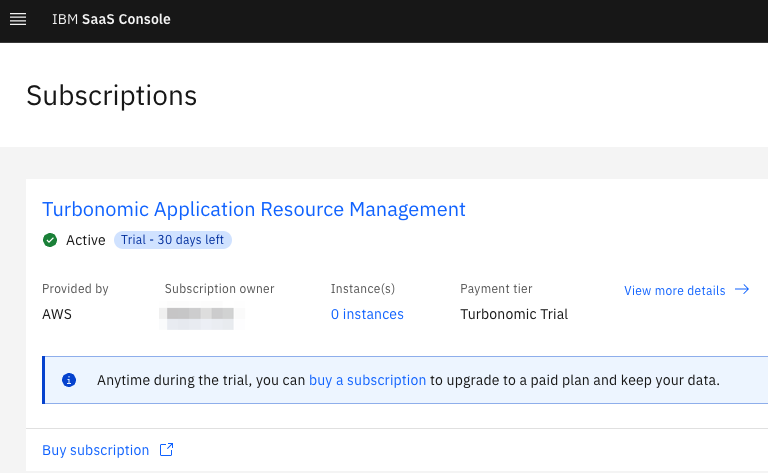 IBM SaaS Console
Subscriptions
Turbonomic Application Resource Management
Active Trial - 30 days left
Provided by Subscription owner Instance(s) Payment tier View more details
AWS 0 instances Turbonomic Trial
Anytime during the trial, you can buy a subscription to upgrade to a paid plan and keep your data.
Buy subscription